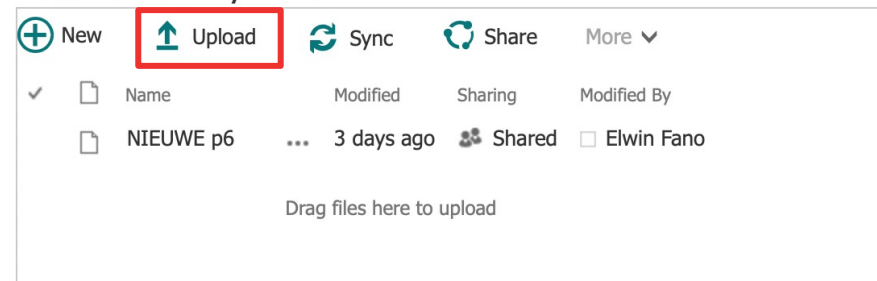 New Upload Sync Share More
Name Modified Sharing Modified By
NIEUWE p6 ... 3 days ago Shared Elwin Fano
Drag files here to upload